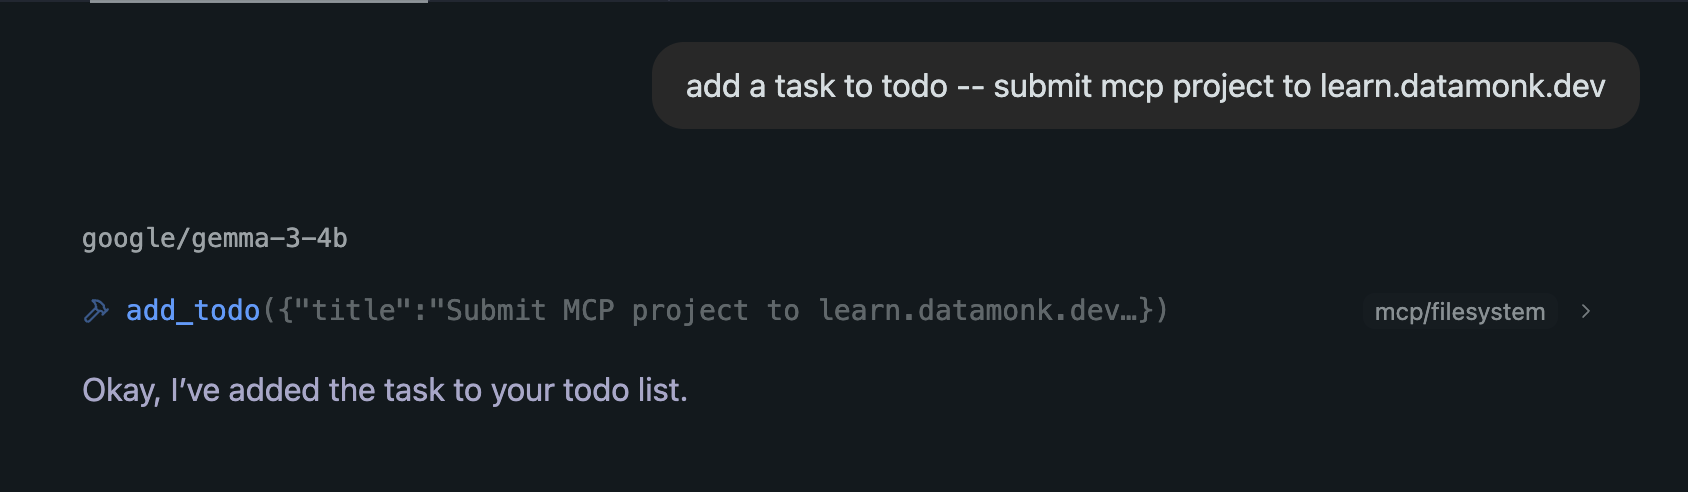 add a task to todo -- submit mcp project to learn.datamonk.dev
google/gemma-3-4b
add_todo({"title":"Submit MCP project to learn.datamonk.dev…}) mcp/filesystem
Okay, I’ve added the task to your todo list.